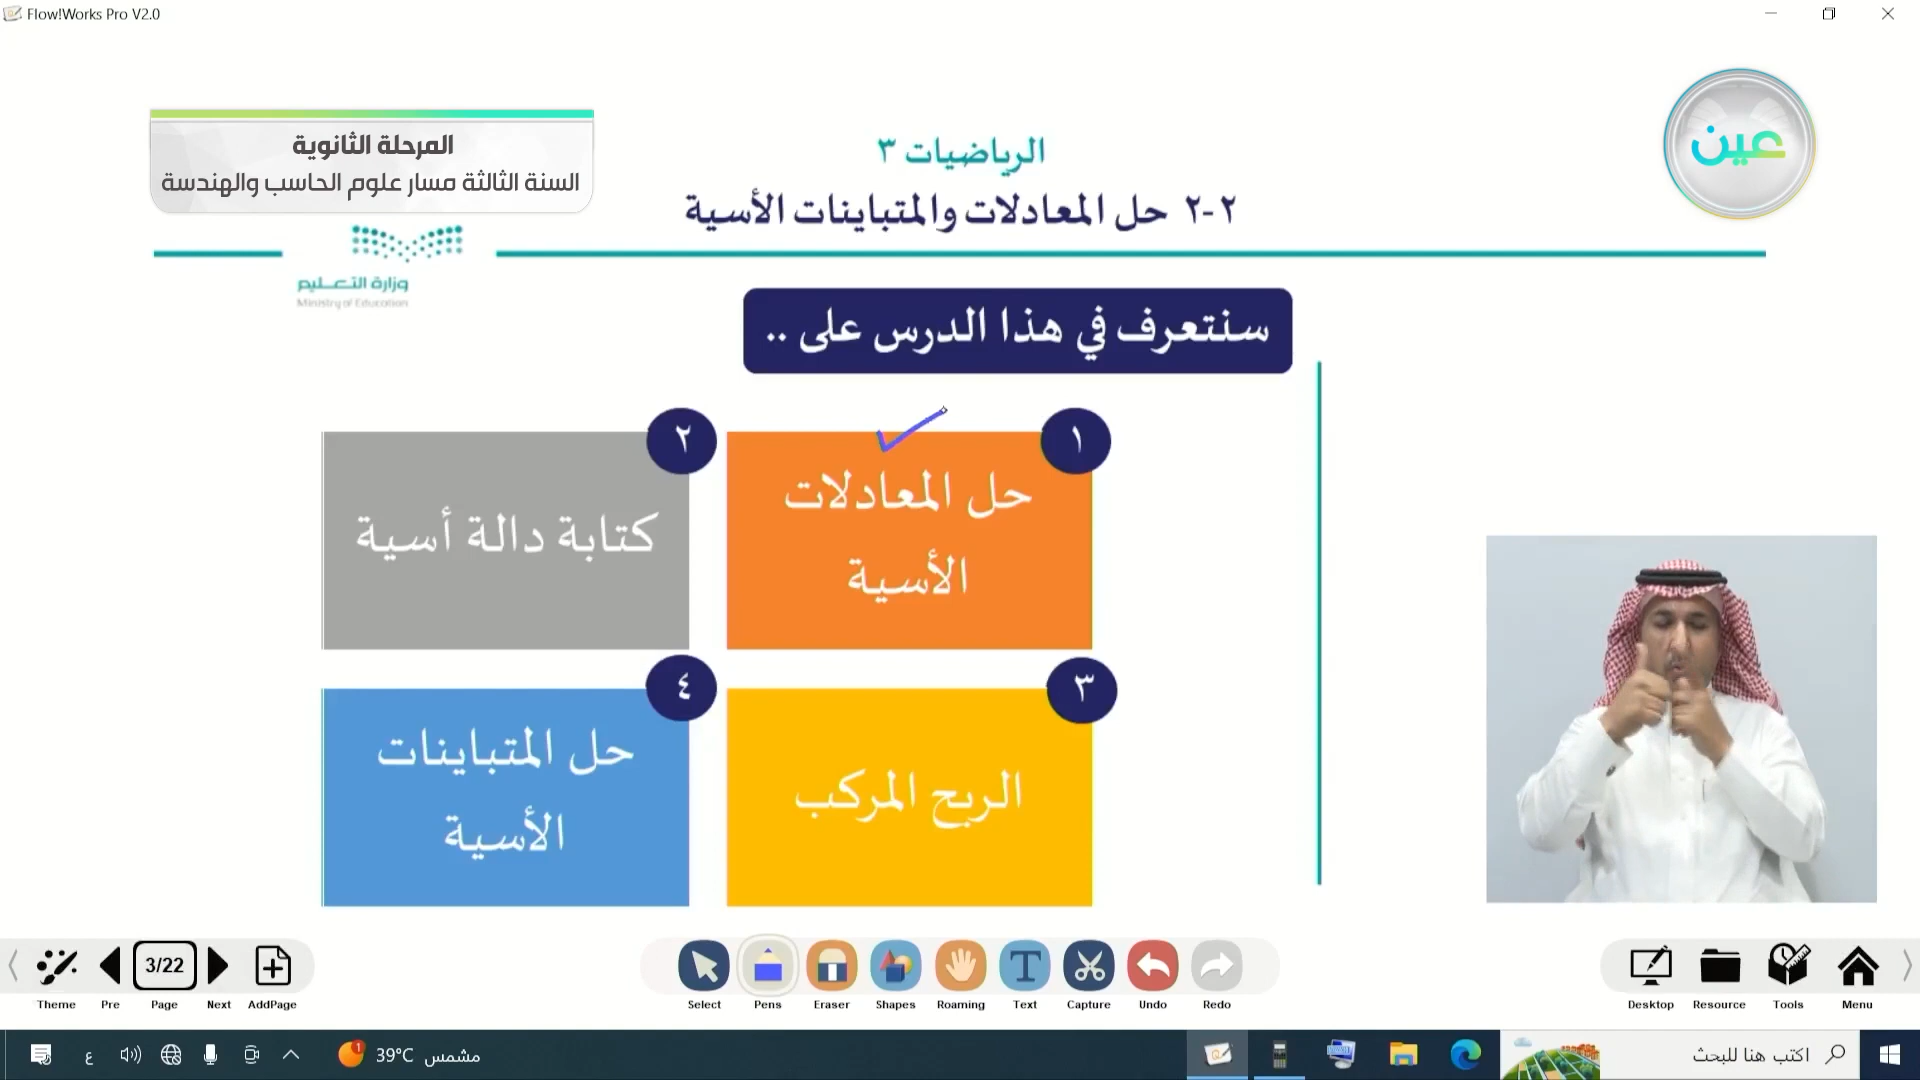 Flow!Works Pro V2.0
المرحلة الثانوية
السنة الثالثة مسار علوم الحاسب والهندسة
الرياضيات ٣
٢-٢ حل المعادلات والمتباينات الأسية
عين
وزارة التعليم
Ministry of Education
سنتعرف في هذا الدرس على ..
١
حل المعادلات
الأسية
٢
كتابة دالة أسية
٣
الربح المركب
٤
حل المتباينات
الأسية
3/22
Theme Pre Page Next AddPage
Select Pens Eraser Shapes Roaming Text Capture Undo Redo
Desktop Resource Tools Menu
ع
1
39°C مشمس
اكتب هنا للبحث